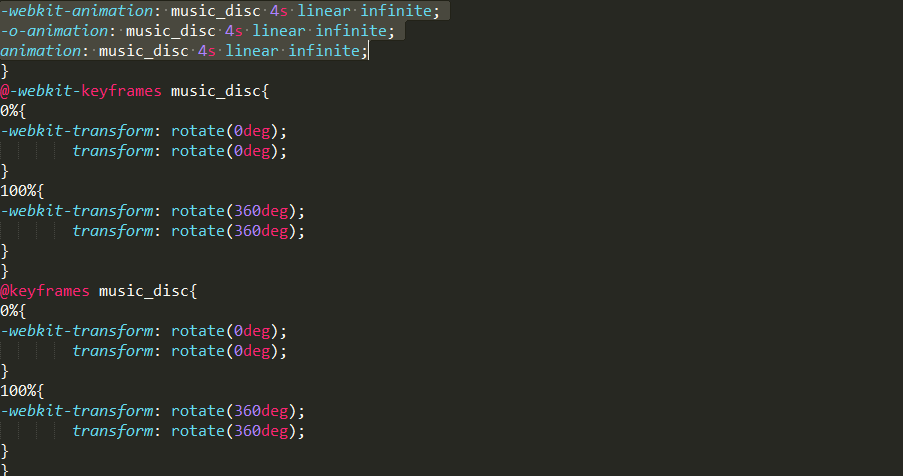 -webkit-animation: music_disc 4s linear infinite;
-o-animation: music_disc 4s linear infinite;
animation: music_disc 4s linear infinite;
}
@-webkit-keyframes music_disc{
0%{
-webkit-transform: rotate(0deg);
        transform: rotate(0deg);
}
100%{
-webkit-transform: rotate(360deg);
        transform: rotate(360deg);
}
}
@keyframes music_disc{
0%{
-webkit-transform: rotate(0deg);
        transform: rotate(0deg);
}
100%{
-webkit-transform: rotate(360deg);
        transform: rotate(360deg);
}
}